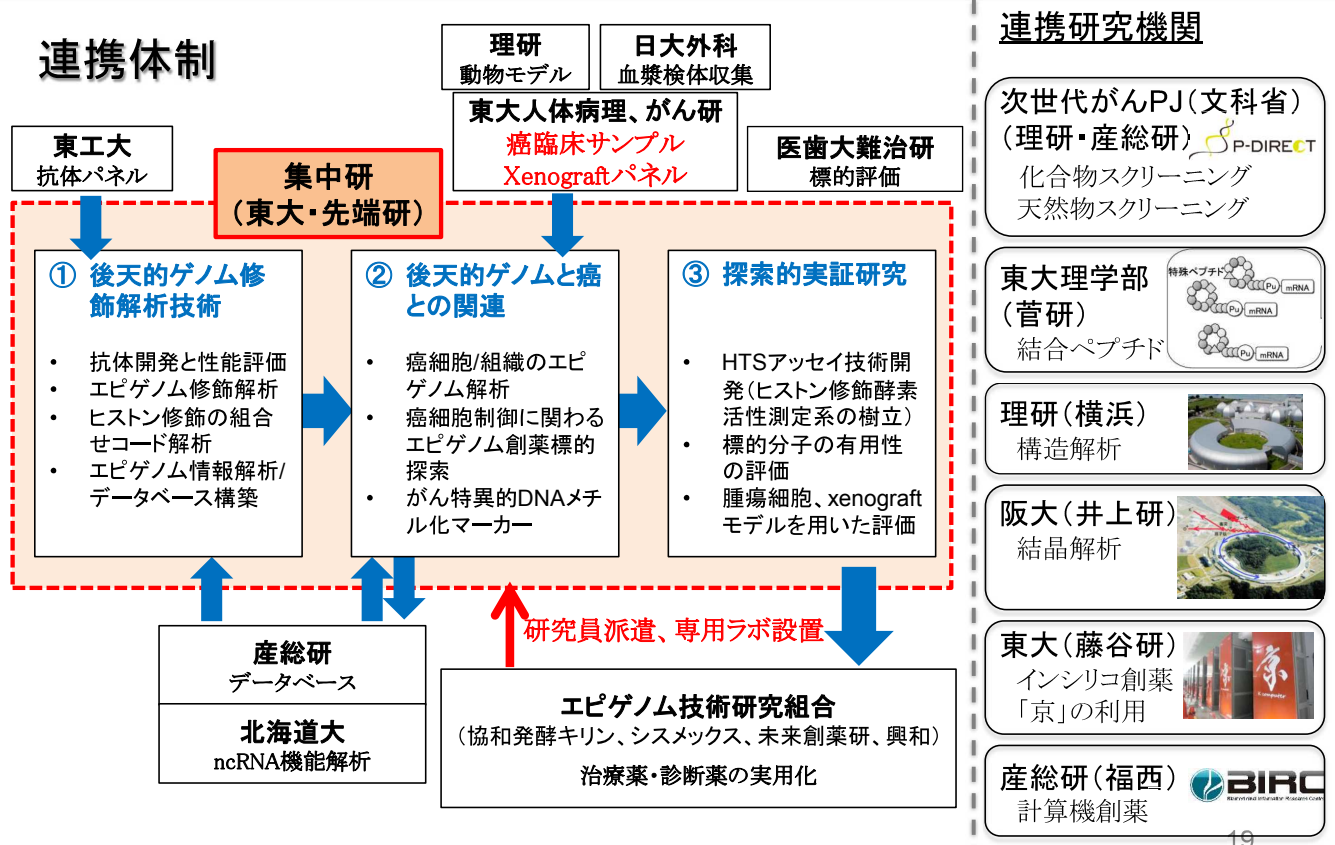 連携体制
理研
動物モデル
日大外科
血漿検体収集
東大人体病理、がん研
癌臨床サンプル
Xenograftパネル
東工大
抗体パネル
医歯大難治研
標的評価
集中研
（東大・先端研）
① 後天的ゲノム修
飾解析技術
• 抗体開発と性能評価
• エピゲノム修飾解析
• ヒストン修飾の組合
せコード解析
• エピゲノム情報解析/
データベース構築
② 後天的ゲノムと癌
との関連
• 癌細胞/組織のエピ
ゲノム解析
• 癌細胞制御に関わる
エピゲノム創薬標的
探索
• がん特異的DNAメチ
ル化マーカー
③ 探索的実証研究
• HTSアッセイ技術開
発（ヒストン修飾酵素
活性測定系の樹立）
• 標的分子の有用性
の評価
• 腫瘍細胞、xenograft
モデルを用いた評価
産総研
データベース
北海道大
ncRNA機能解析
研究員派遣、専用ラボ設置
エピゲノム技術研究組合
（協和発酵キリン、シスメックス、未来創薬研、興和）
治療薬・診断薬の実用化
連携研究機関
次世代がんPJ（文科省）
（理研・産総研）
P-DIRECT
化合物スクリーニング
天然物スクリーニング
東大理学部
（菅研）
結合ペプチド
特殊ペプチド
Pu mRNA
Pu mRNA
Pu mRNA
理研（横浜）
構造解析
阪大（井上研）
結晶解析
東大（藤谷研）
インシリコ創薬
「京」の利用
京
産総研（福西）
計算機創薬
BIRC
19